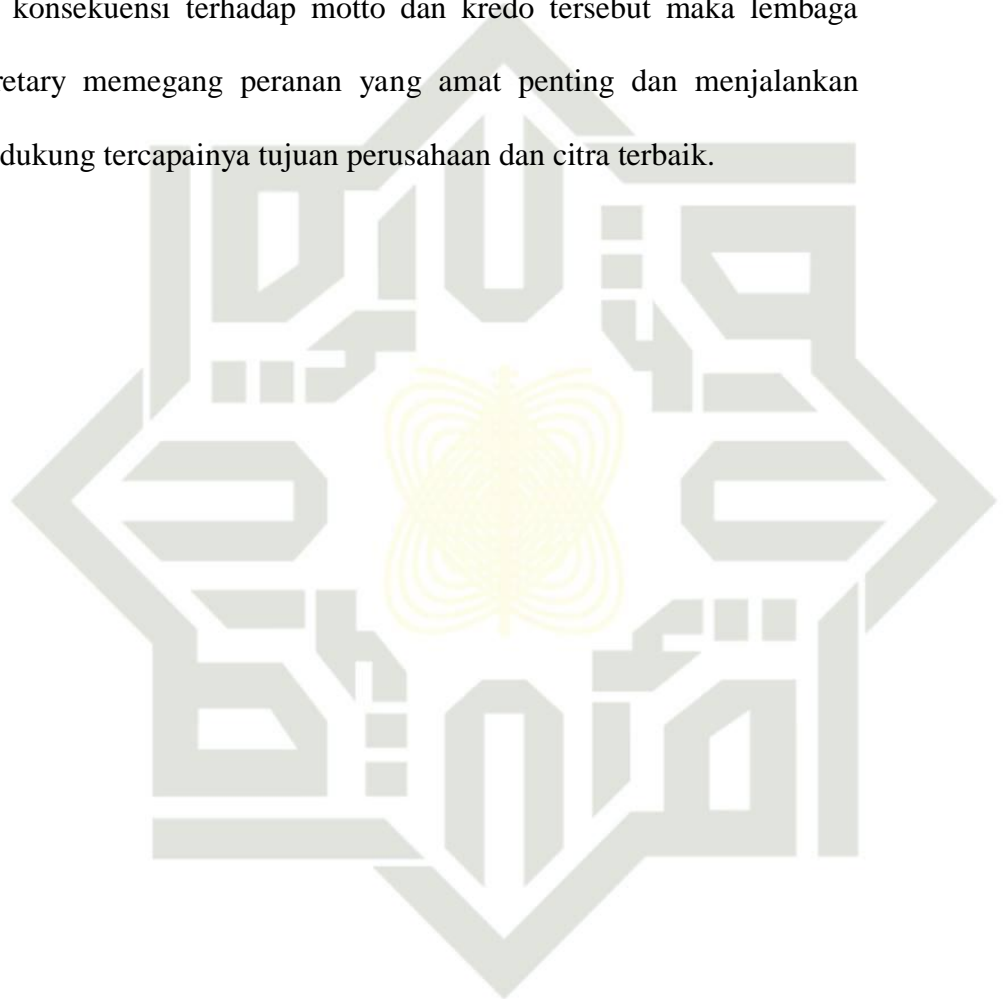 konsekuensi terhadap motto dan kredo tersebut maka lembaga
retary memegang peranan yang amat penting dan menjalankan
dukung tercapainya tujuan perusahaan dan citra terbaik.